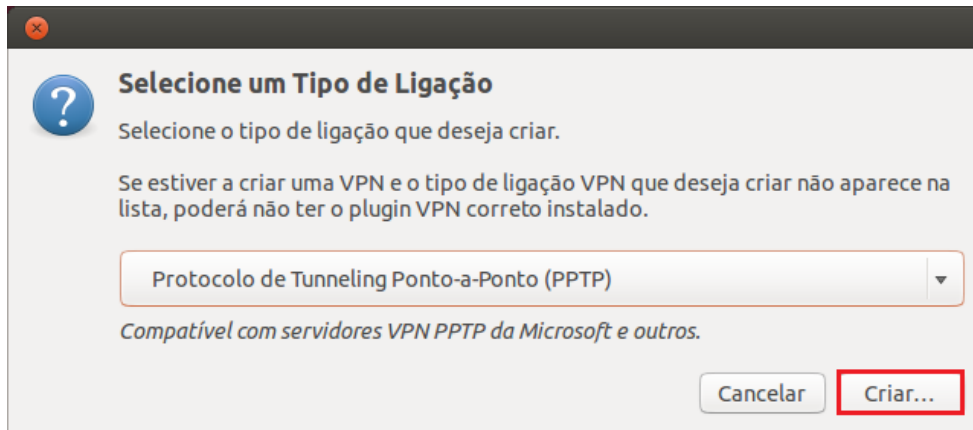 Selecione um Tipo de Ligação
Selecione o tipo de ligação que deseja criar.
Se estiver a criar uma VPN e o tipo de ligação VPN que deseja criar não aparece na
lista, poderá não ter o plugin VPN correto instalado.
Protocolo de Tunneling Ponto-a-Ponto (PPTP)
Compatível com servidores VPN PPTP da Microsoft e outros.
Cancelar Criar...